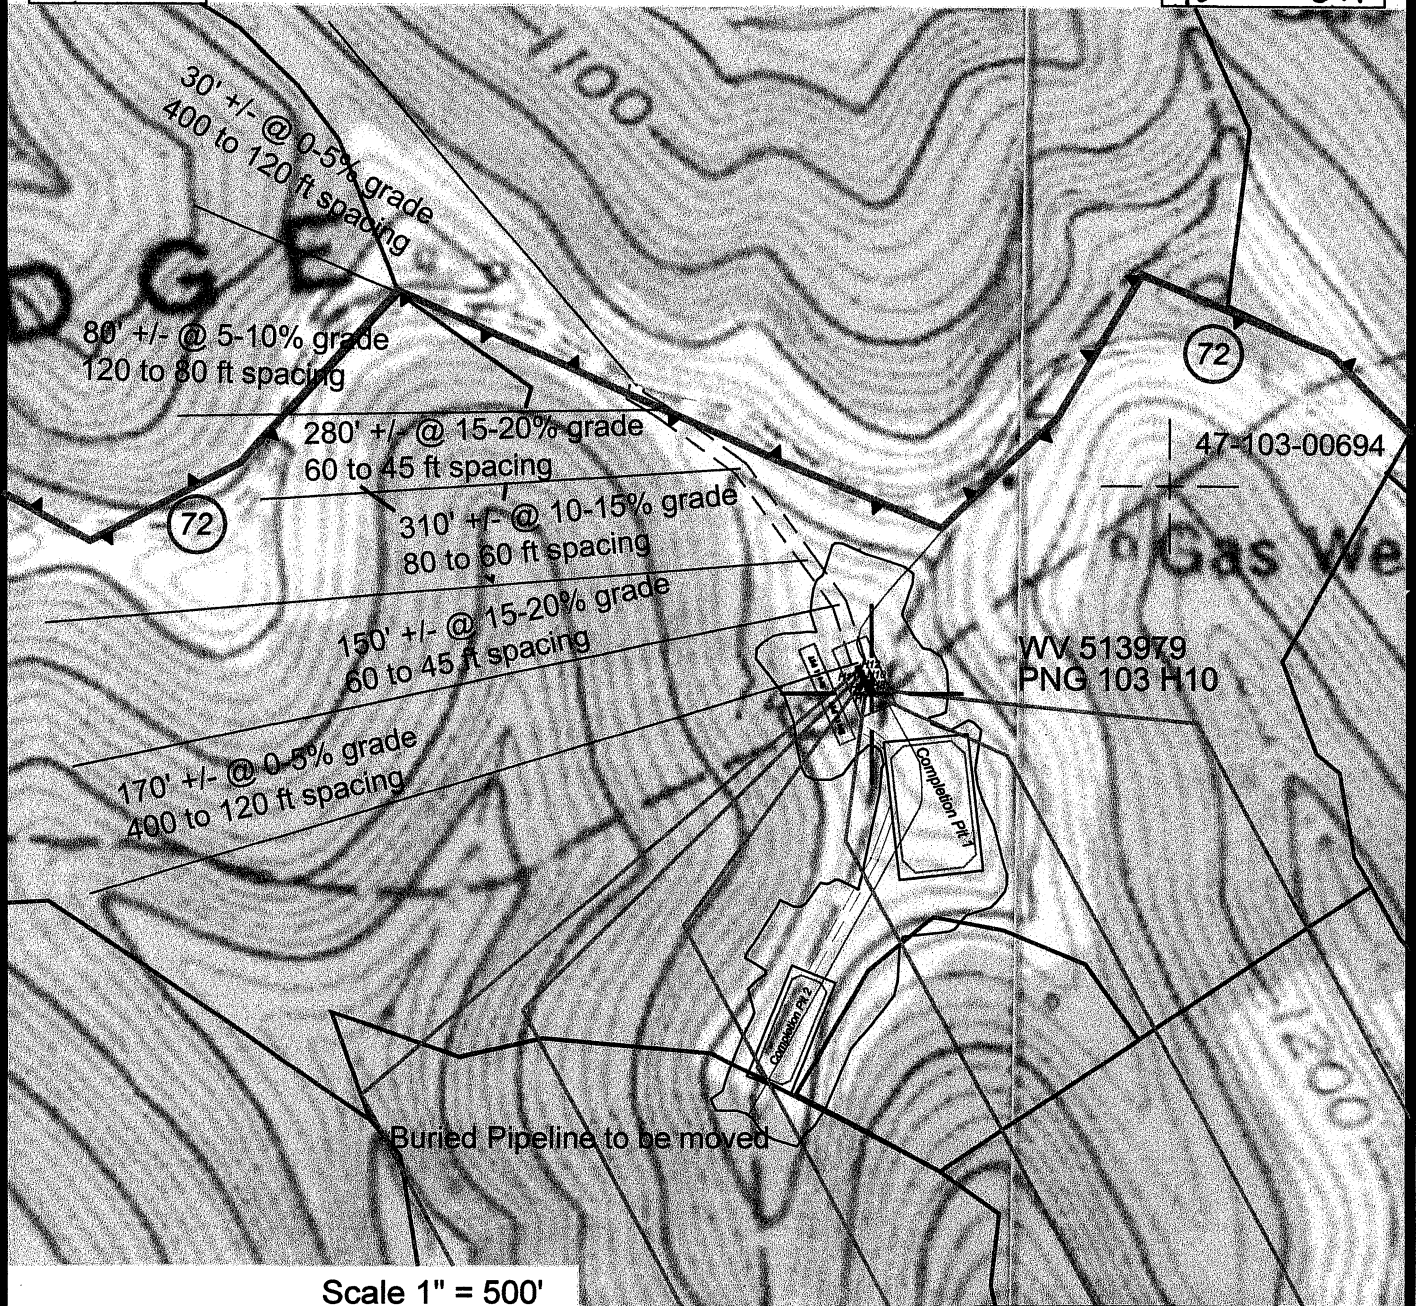 1100
30' +/- @ 0-5% grade
400 to 120 ft spacing
DGE
80' +/- @ 5-10% grade
120 to 80 ft spacing
72
280' +/- @ 15-20% grade
60 to 45 ft spacing
47-103-00694
72
310' +/- @ 10-15% grade
80 to 60 ft spacing
Gas We
150' +/- @ 15-20% grade
60 to 45 ft spacing
WV 513979
PNG 103 H10
170' +/- @ 0-5% grade
400 to 120 ft spacing
Completion Pit 1
Completion Pit 2
1200
Buried Pipeline to be moved
Scale 1" = 500'